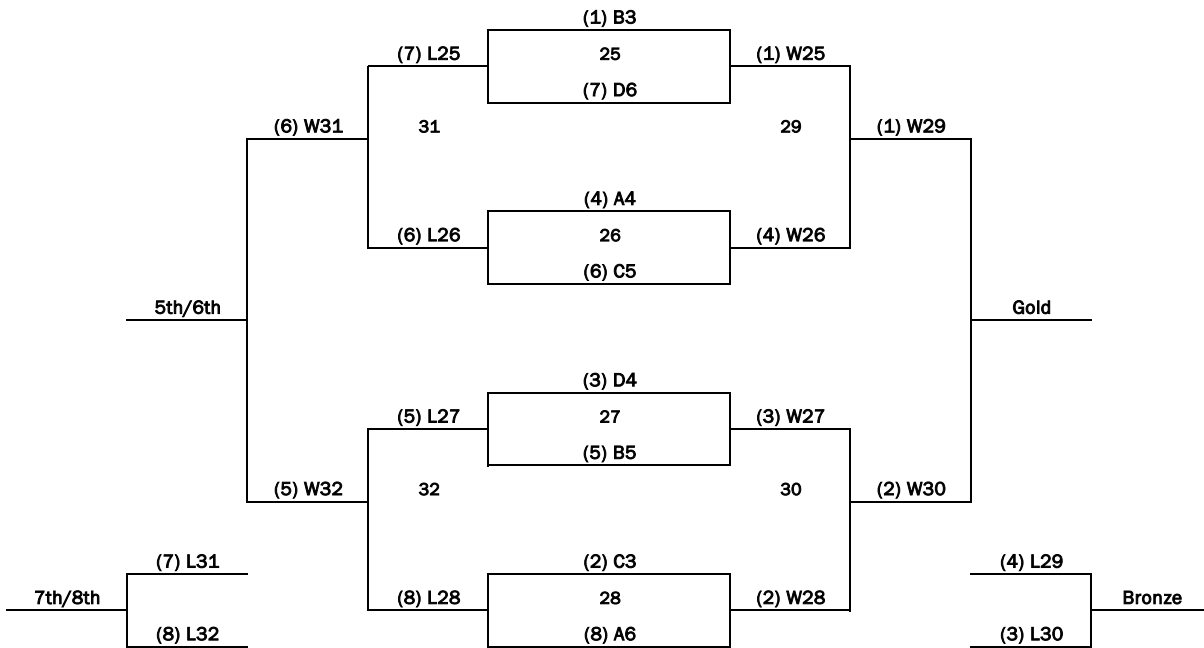 (1) B3
(7) L25
25
(1) W25
(7) D6
(6) W31
31
29
(1) W29
(4) A4
(6) L26
26
(4) W26
(6) C5
5th/6th
Gold
(3) D4
(5) L27
27
(3) W27
(5) B5
(5) W32
32
30
(2) W30
(7) L31
(2) C3
(4) L29
7th/8th
(8) L28
28
(2) W28
Bronze
(8) L32
(8) A6
(3) L30